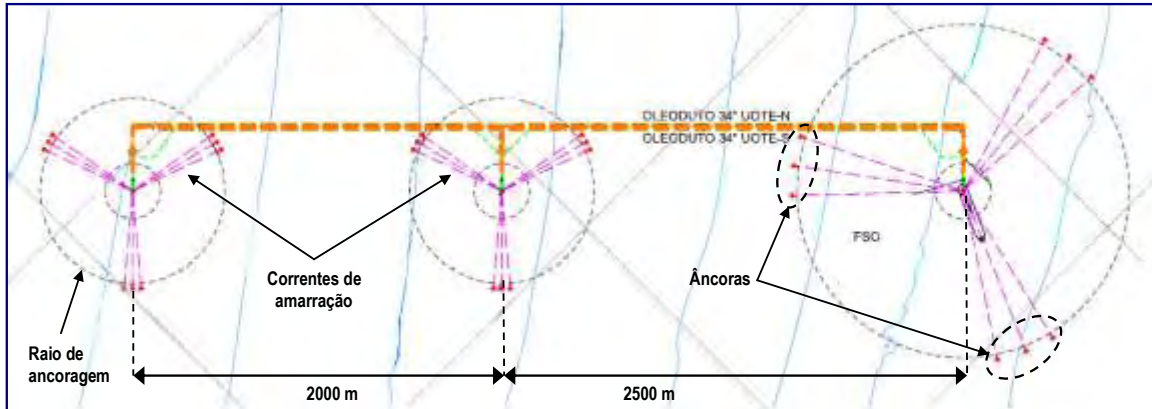 OLEODUTO 34" UOTE-N
OLEODUTO 34" UOTE-S
FSO
Correntes de
amarração
Âncoras
Raio de
ancoragem
2000 m
2500 m